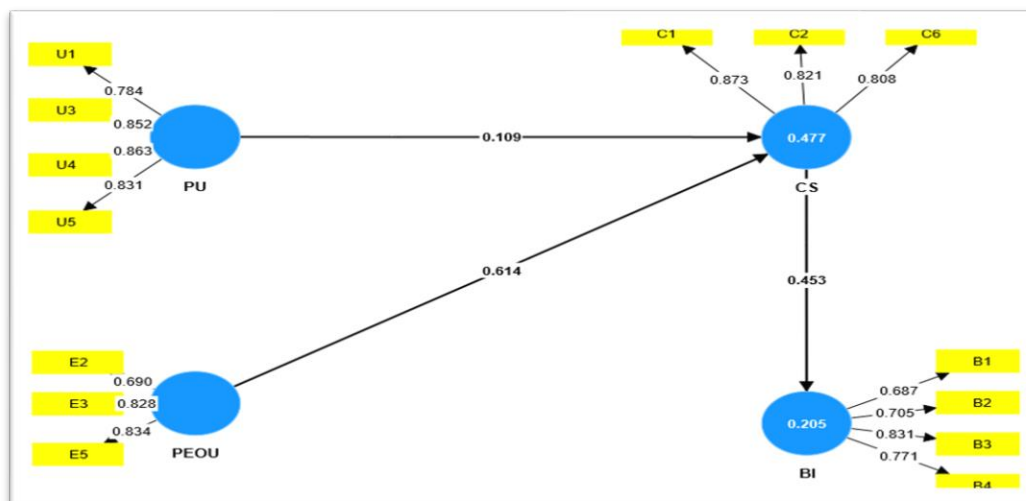 C1
C2
C6
U1
0.784
0.873
0.821
0.808
U3
0.852
0.863
0.109
0.477
U4
0.831
PU
CS
U5
0.614
0.453
E2
0.690
B1
0.687
E3
0.828
0.705
B2
0.834
0.205
0.831
B3
E5
PEOU
BI
0.771
B4